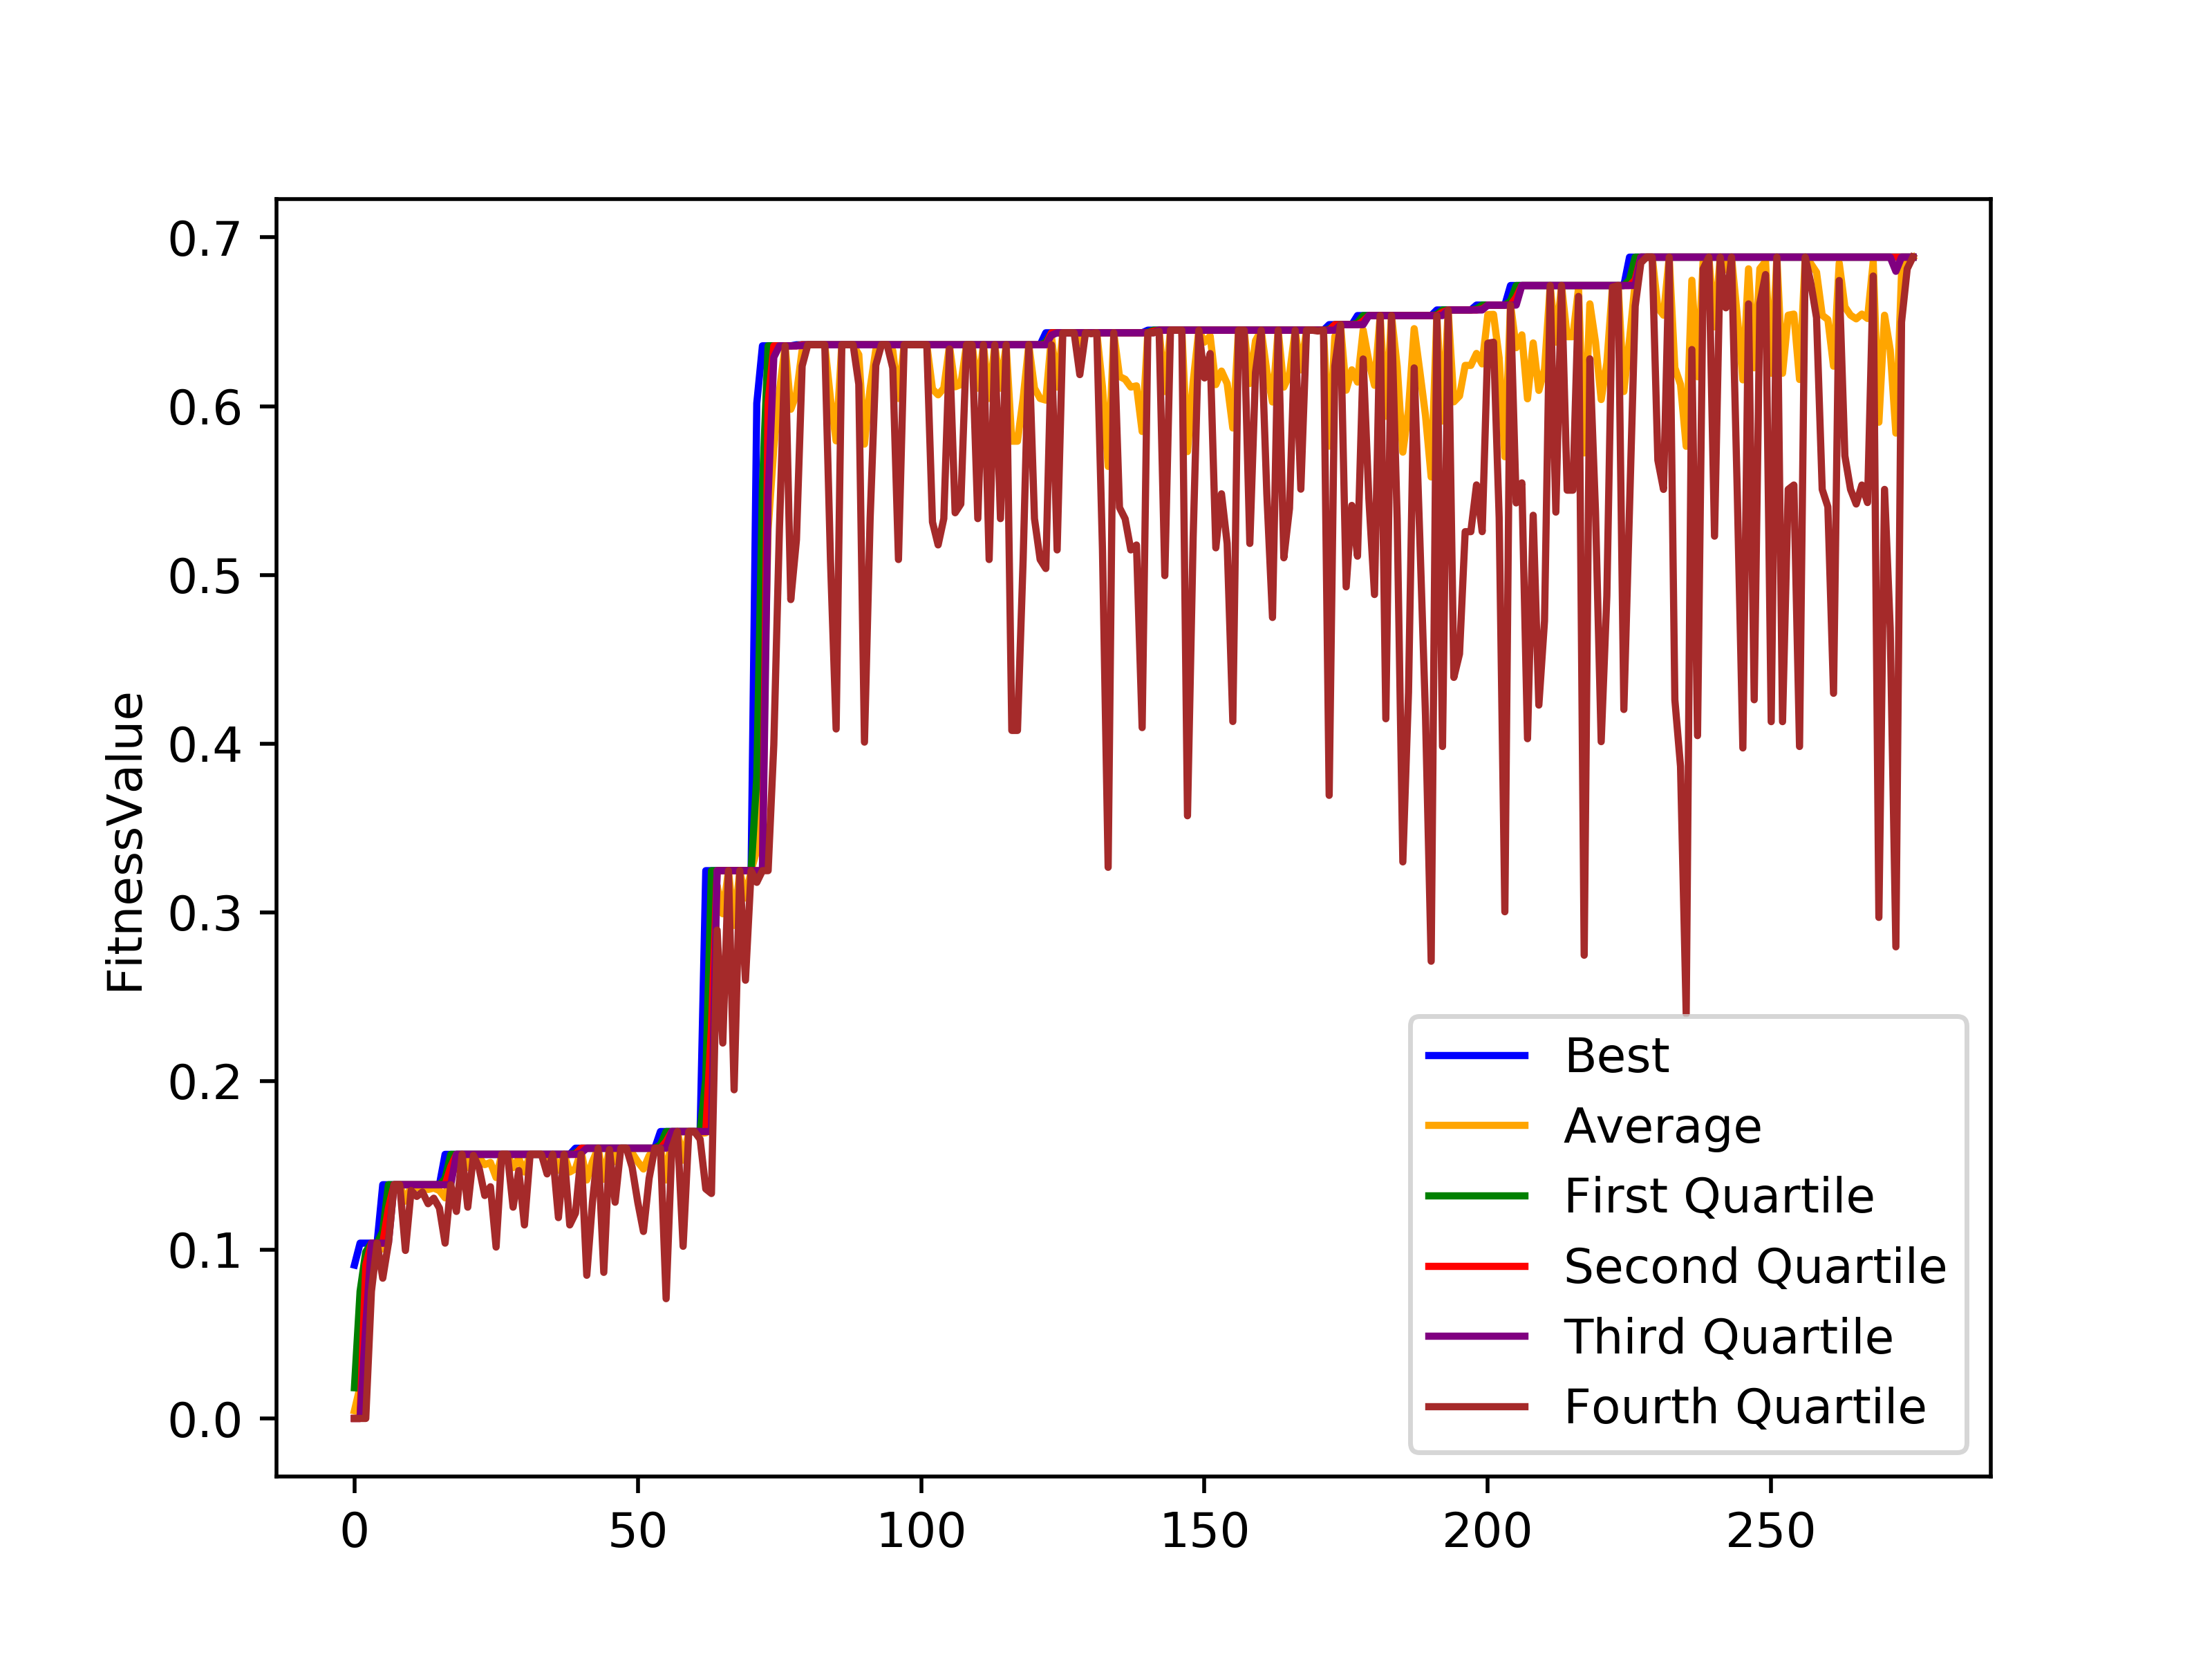 0.7
0.6
0.5
0.4
0.3
0.2
0.1
0.0
FitnessValue
0 50 100 150 200 250
Best
Average
First Quartile
Second Quartile
Third Quartile
Fourth Quartile